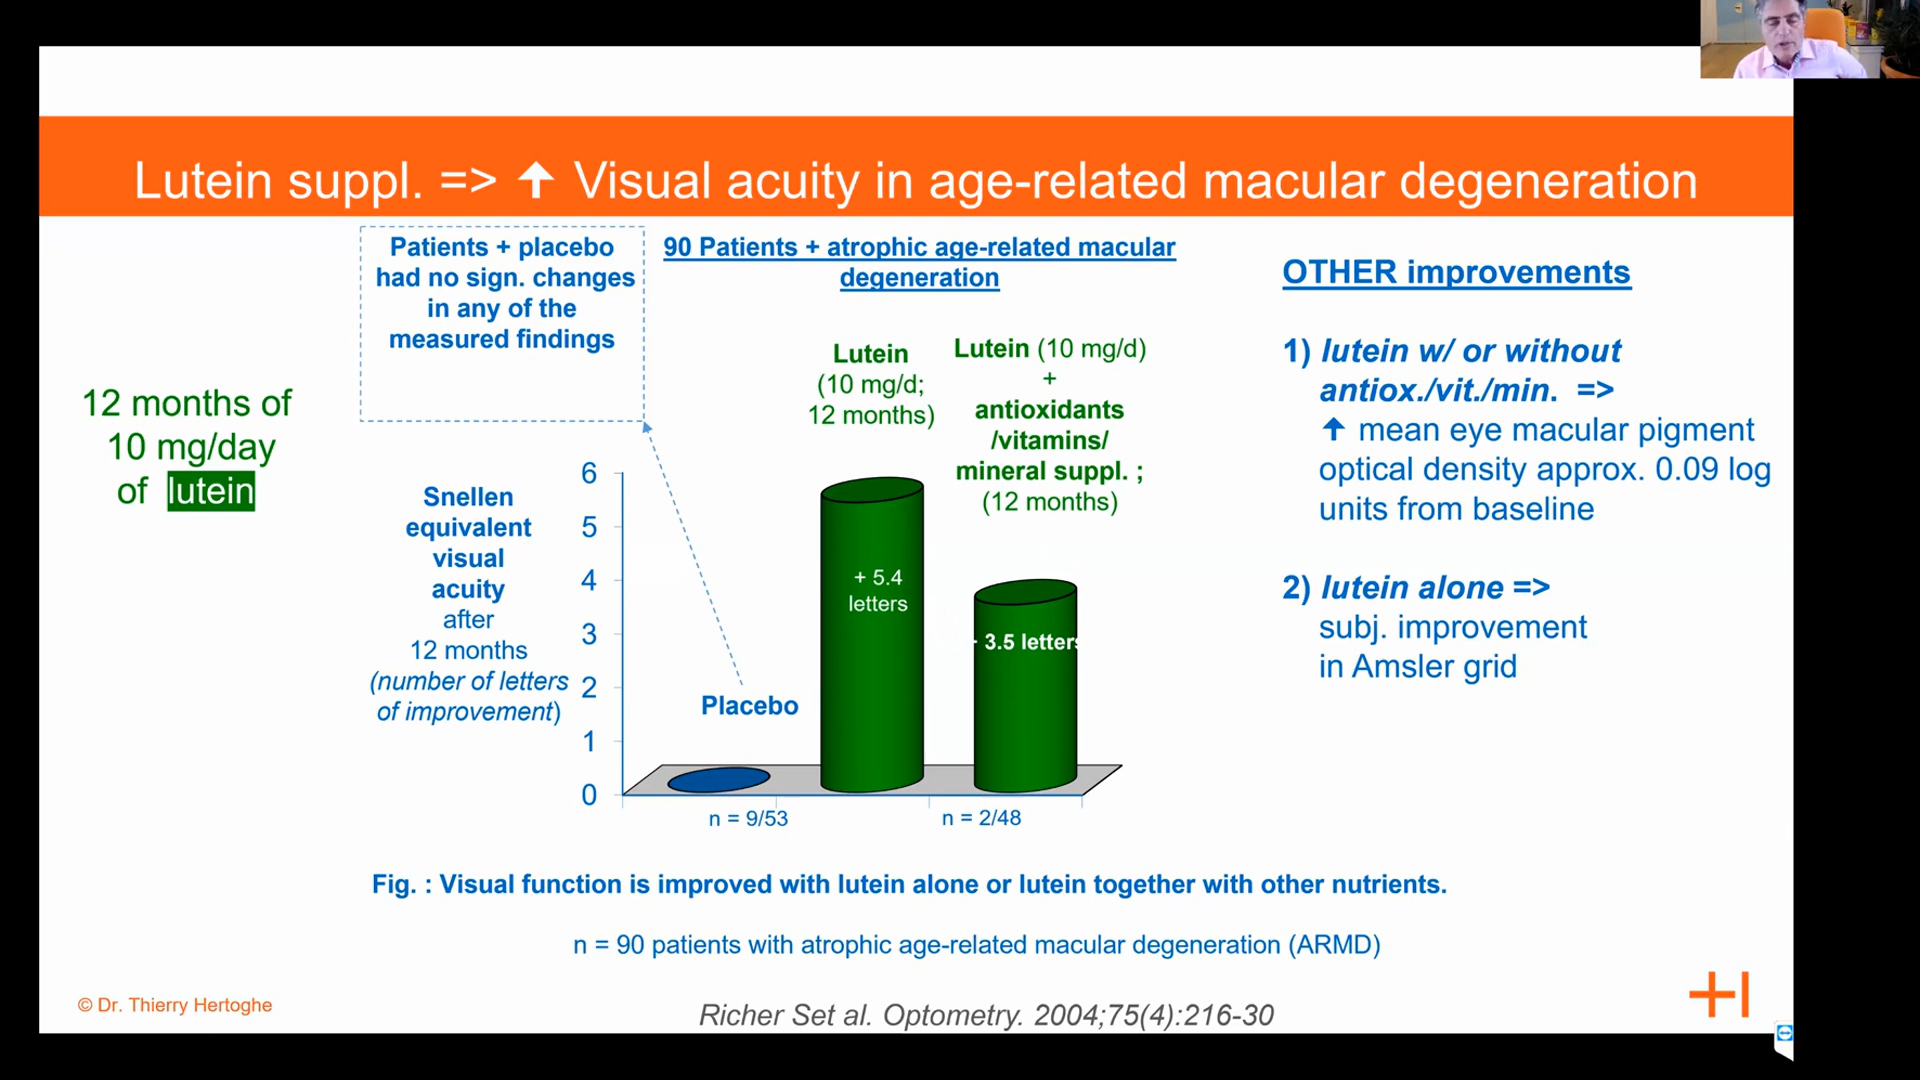 Lutein suppl. => ↑ Visual acuity in age-related macular degeneration
12 months of
10 mg/day
of lutein
Patients + placebo
had no sign. changes
in any of the
measured findings
90 Patients + atrophic age-related macular
degeneration
Lutein
(10 mg/d;
12 months)
Lutein (10 mg/d)
+
antioxidants
/vitamins/
mineral suppl. ;
(12 months)
Snellen
equivalent
visual
acuity
after
12 months
(number of letters
of improvement)
6
5
4
3
2
1
0
Placebo
+ 5.4
letters
3.5 letters
n = 9/53
n = 2/48
OTHER improvements
1) lutein w/ or without
antiox./vit./min. =>
↑ mean eye macular pigment
optical density approx. 0.09 log
units from baseline
2) lutein alone =>
subj. improvement
in Amsler grid
Fig. : Visual function is improved with lutein alone or lutein together with other nutrients.
n = 90 patients with atrophic age-related macular degeneration (ARMD)
© Dr. Thierry Hertoghe
Richer Set al. Optometry. 2004;75(4):216-30